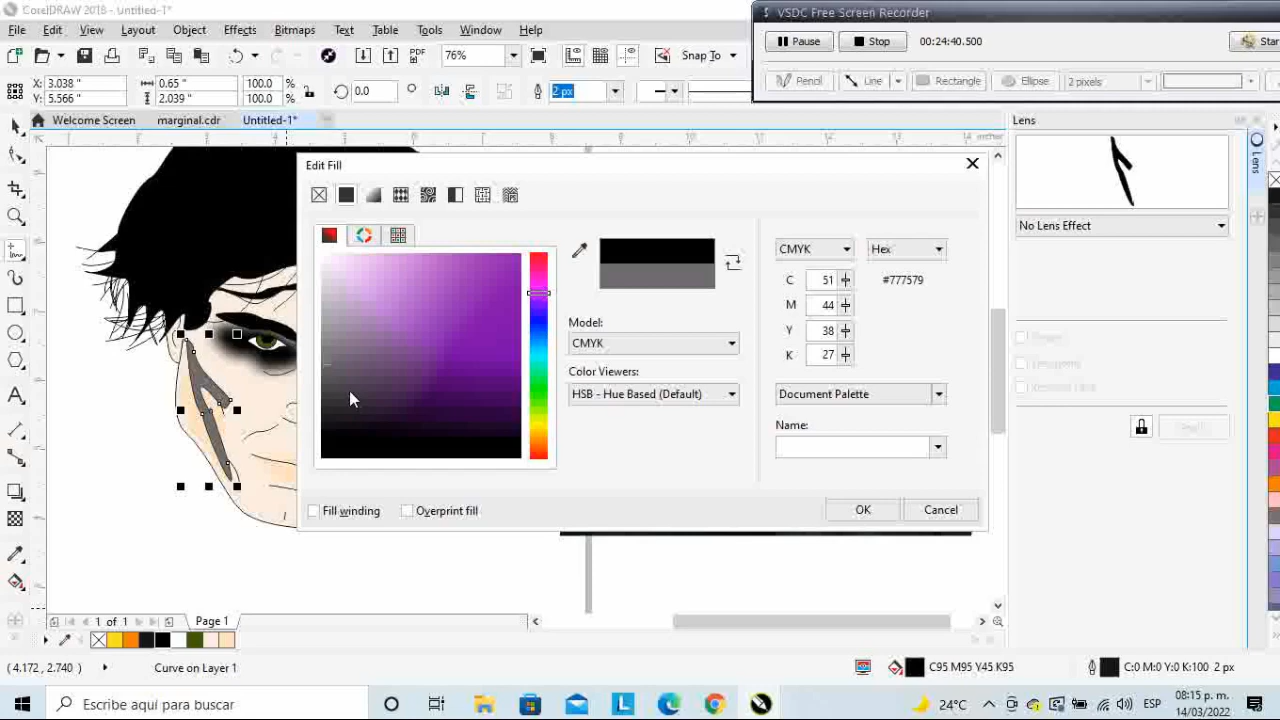 CorelDRAW 2018 - Untitled-1*
VSDC Free Screen Recorder
File Edit View Layout Object Effects Bitmaps Text Table Tools Window Help
Pause Stop 00:24:40.500 Star
PDF 76% Snap To
Pencil Line Rectangle Ellipse 2 pixels
X: 3.038 " 0.65 " 100.0 % 0.0 2 px
Y: 5.566 " 2.039 " 100.0 %
Welcome Screen marginal.cdr Untitled-1* Lens
Edit Fill
No Lens Effect
Lens
CMYK Hex
C 51 #777579
M 44
Model:
Y 38
CMYK
K 27
Color Viewers:
HSB - Hue Based (Default) Document Palette
Name:
Fill winding Overprint fill OK Cancel
1 of 1 Page 1
(4.172, 2.740) Curve on Layer 1 C95 M95 Y45 K95 C:0 M:0 Y:0 K:100 2 px
Escribe aquí para buscar L 24°C ESP 08:15 p. m.
14/03/2022